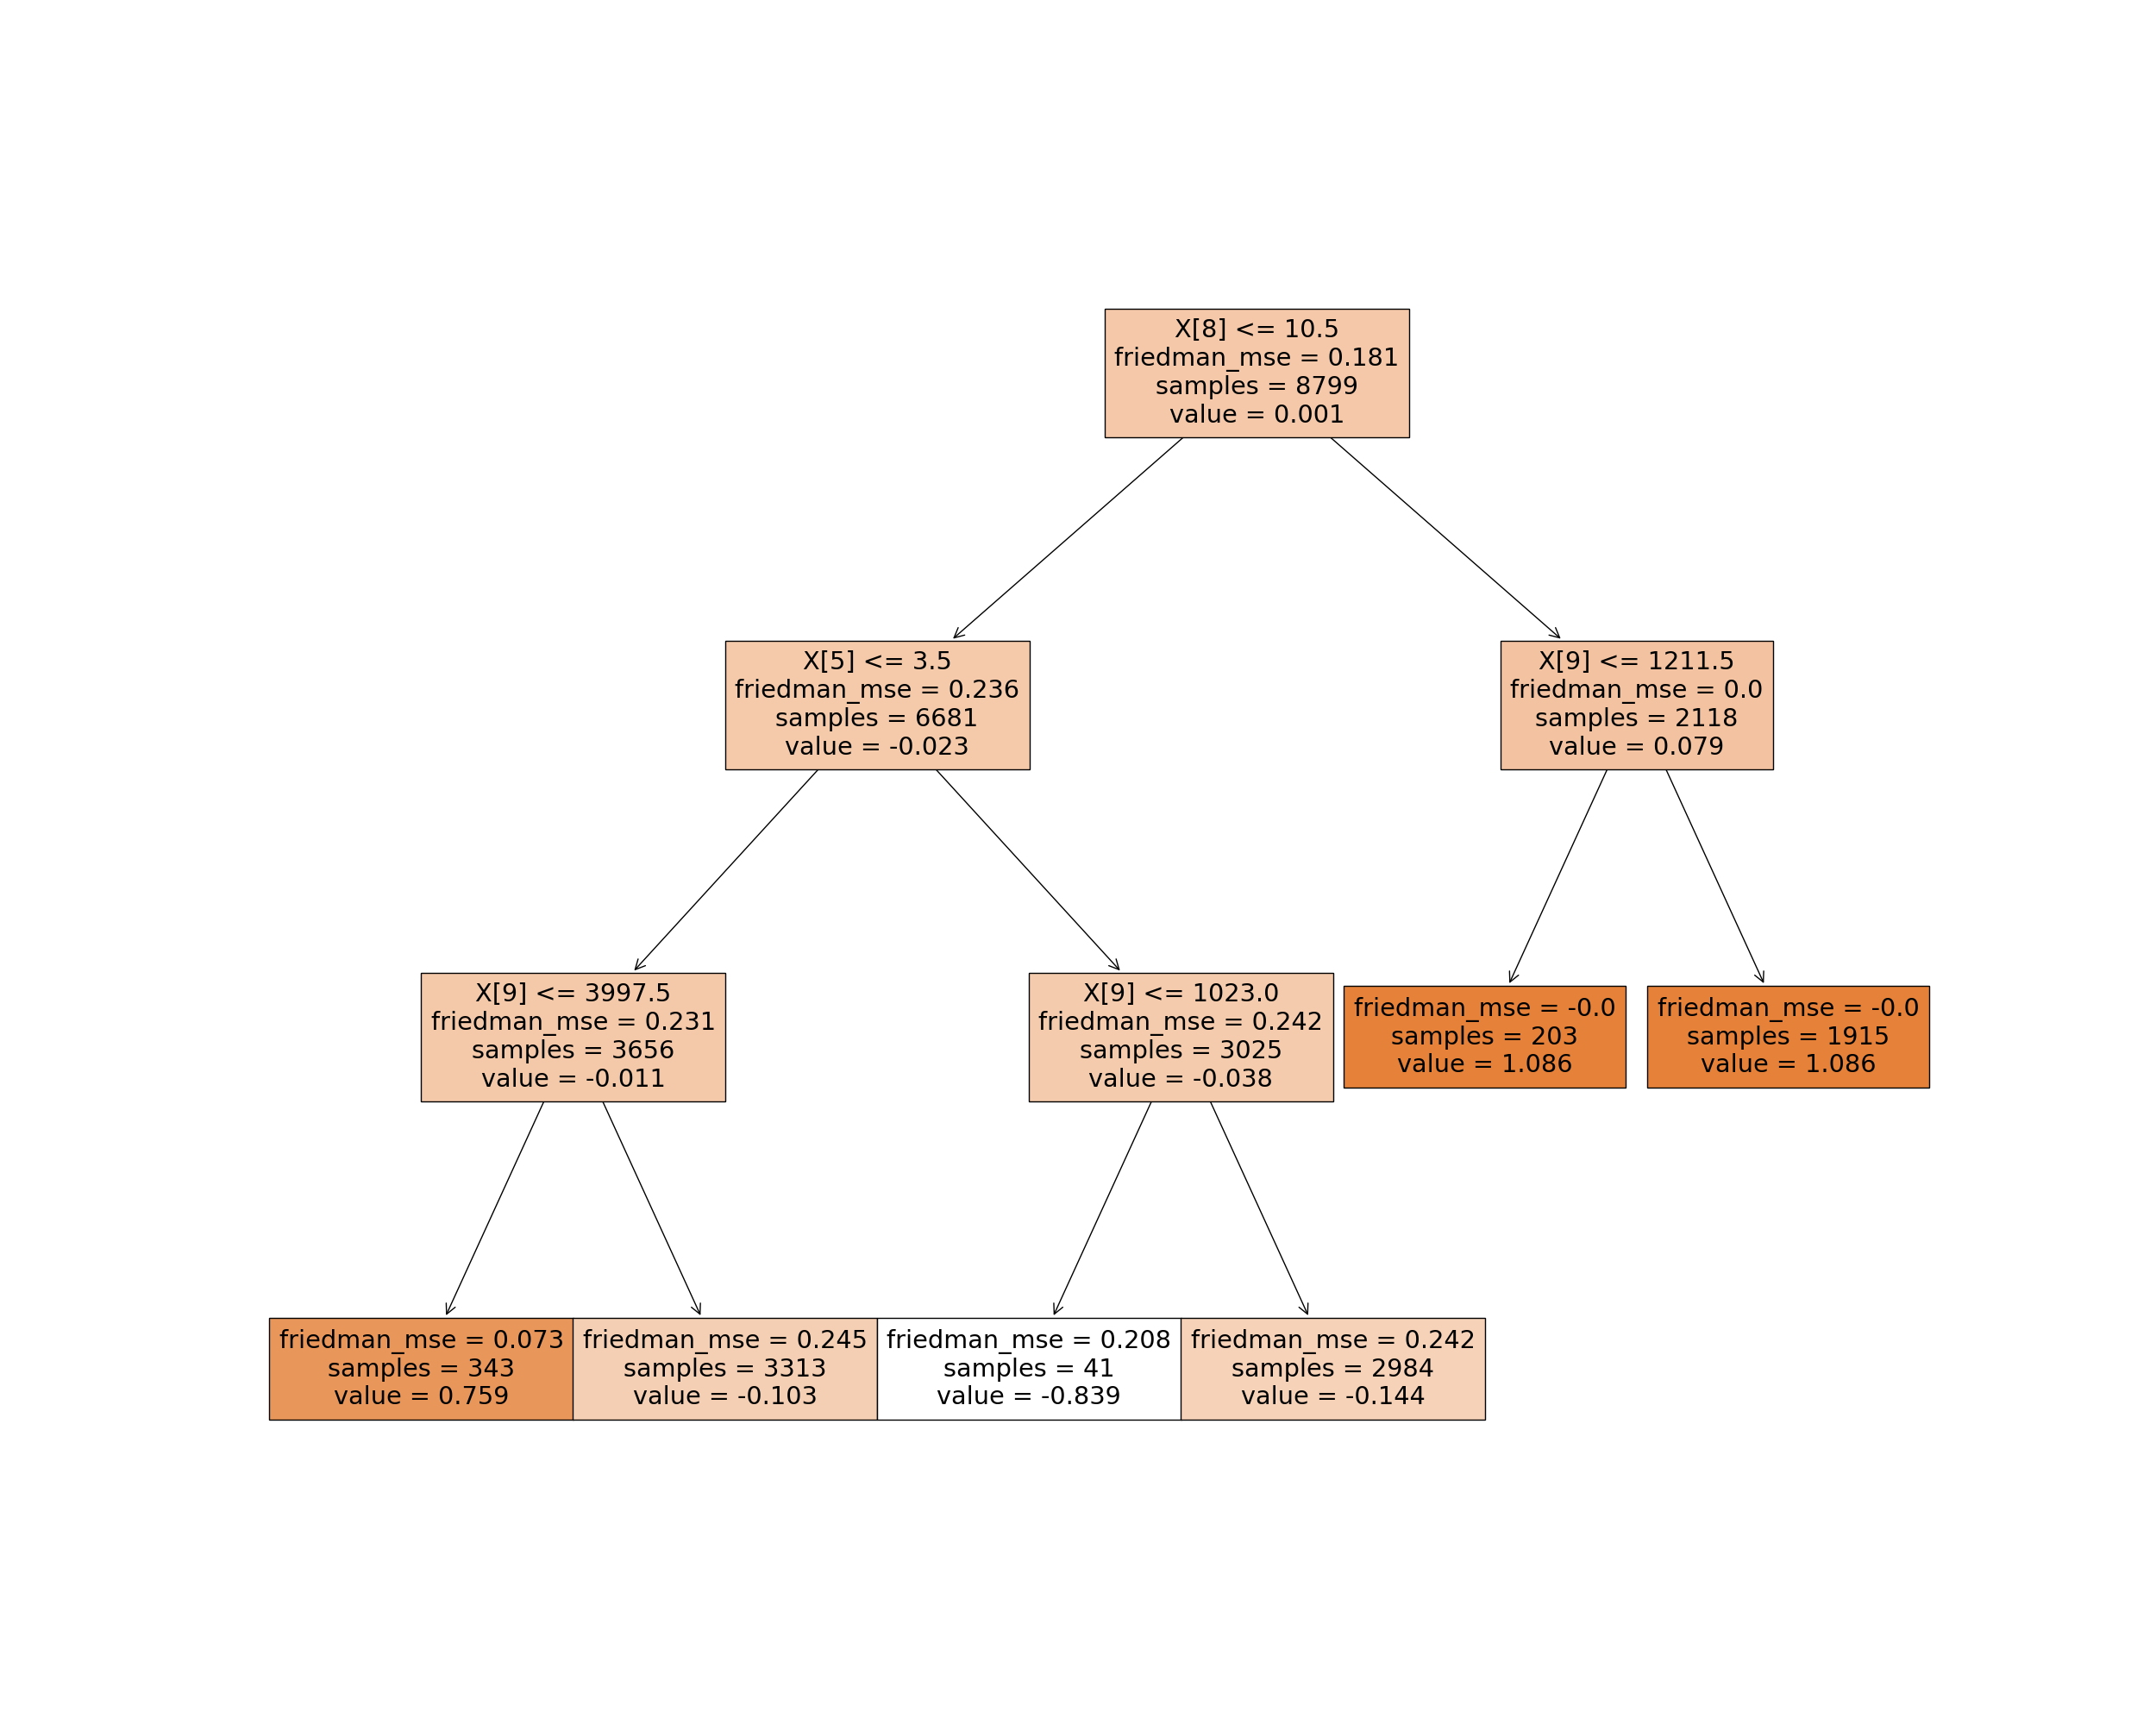 X[8] <= 10.5
friedman_mse = 0.181
samples = 8799
value = 0.001
X[5] <= 3.5
friedman_mse = 0.236
samples = 6681
value = -0.023
X[9] <= 1211.5
friedman_mse = 0.0
samples = 2118
value = 0.079
X[9] <= 3997.5
friedman_mse = 0.231
samples = 3656
value = -0.011
X[9] <= 1023.0
friedman_mse = 0.242
samples = 3025
value = -0.038
friedman_mse = -0.0
samples = 203
value = 1.086
friedman_mse = -0.0
samples = 1915
value = 1.086
friedman_mse = 0.073
samples = 343
value = 0.759
friedman_mse = 0.245
samples = 3313
value = -0.103
friedman_mse = 0.208
samples = 41
value = -0.839
friedman_mse = 0.242
samples = 2984
value = -0.144